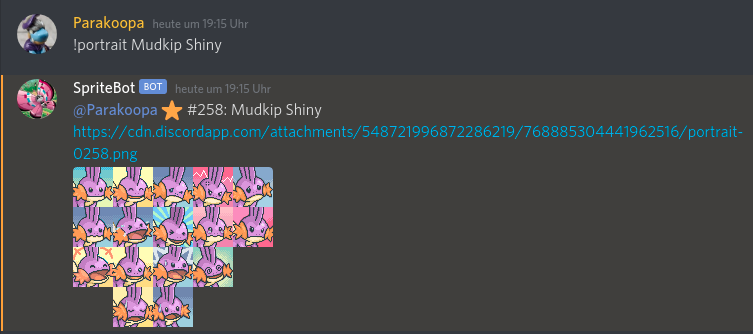 Parakoopa heute um 19:15 Uhr
!portrait Mudkip Shiny
SpriteBot BOT heute um 19:15 Uhr
@Parakoopa ⭐ #258: Mudkip Shiny
https://cdn.discordapp.com/attachments/548721996872286219/768885304441962516/portrait-
0258.png